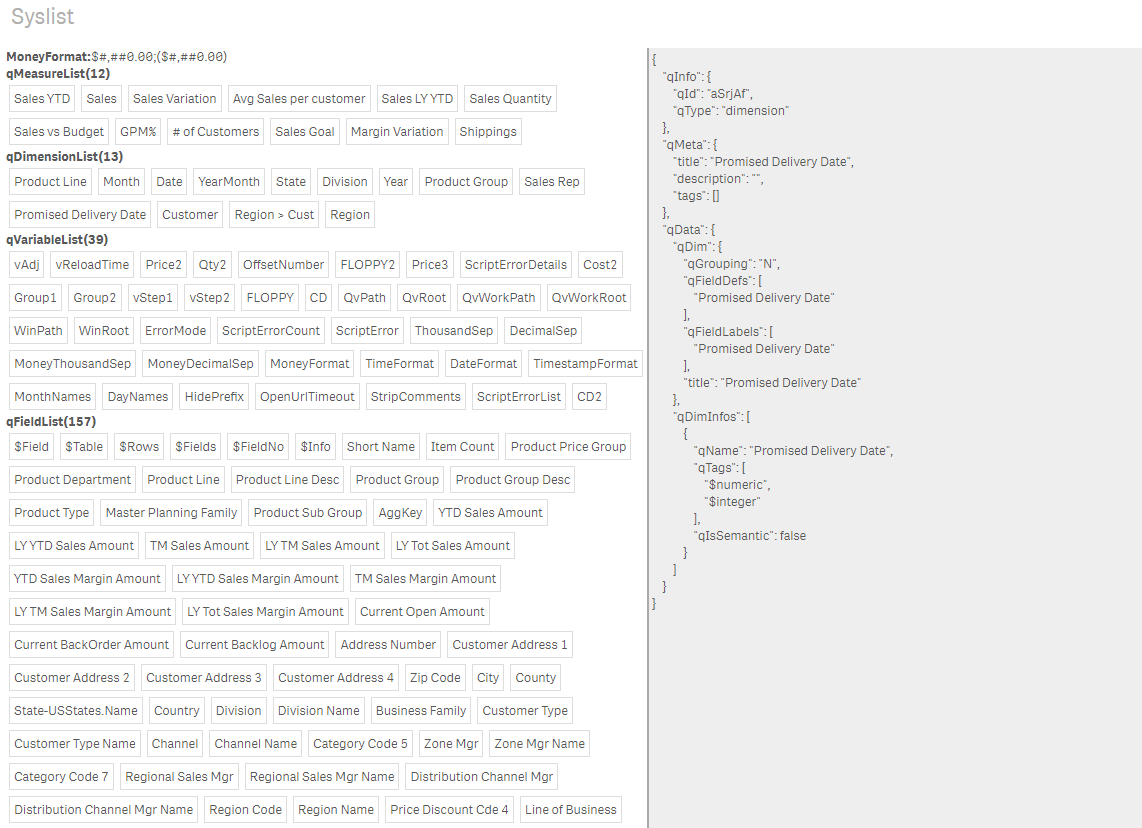 Syslist
MoneyFormat:$#,##0.00;($#,##0.00)
qMeasureList(12)
Sales YTD Sales Sales Variation Avg Sales per customer Sales LY YTD Sales Quantity
Sales vs Budget GPM% # of Customers Sales Goal Margin Variation Shippings
qDimensionList(13)
Product Line Month Date YearMonth State Division Year Product Group Sales Rep
Promised Delivery Date Customer Region > Cust Region
qVariableList(39)
vAdj vReloadTime Price2 Qty2 OffsetNumber FLOPPY2 Price3 ScriptErrorDetails Cost2
Group1 Group2 vStep1 vStep2 FLOPPY CD QvPath QvRoot QvWorkPath QvWorkRoot
WinPath WinRoot ErrorMode ScriptErrorCount ScriptError ThousandSep DecimalSep
MoneyThousandSep MoneyDecimalSep MoneyFormat TimeFormat DateFormat TimestampFormat
MonthNames DayNames HidePrefix OpenUrlTimeout StripComments ScriptErrorList CD2
qFieldList(157)
$Field $Table $Rows $Fields $FieldNo $Info Short Name Item Count Product Price Group
Product Department Product Line Product Line Desc Product Group Product Group Desc
Product Type Master Planning Family Product Sub Group AggKey YTD Sales Amount
LY YTD Sales Amount TM Sales Amount LY TM Sales Amount LY Tot Sales Amount
YTD Sales Margin Amount LY YTD Sales Margin Amount TM Sales Margin Amount
LY TM Sales Margin Amount LY Tot Sales Margin Amount Current Open Amount
Current BackOrder Amount Current Backlog Amount Address Number Customer Address 1
Customer Address 2 Customer Address 3 Customer Address 4 Zip Code City County
State-USStates.Name Country Division Division Name Business Family Customer Type
Customer Type Name Channel Channel Name Category Code 5 Zone Mgr Zone Mgr Name
Category Code 7 Regional Sales Mgr Regional Sales Mgr Name Distribution Channel Mgr
Distribution Channel Mgr Name Region Code Region Name Price Discount Cde 4 Line of Business
{
"qInfo": {
"qId": "aSrjAf",
"qType": "dimension"
},
"qMeta": {
"title": "Promised Delivery Date",
"description": "",
"tags": []
},
"qData": {
"qDim": {
"qGrouping": "N",
"qFieldDefs": [
"Promised Delivery Date"
],
"qFieldLabels": [
"Promised Delivery Date"
],
"title": "Promised Delivery Date"
},
"qDimInfos": [
{
"qName": "Promised Delivery Date",
"qTags": [
"$numeric",
"$integer"
],
"qIsSemantic": false
}
]
}
}